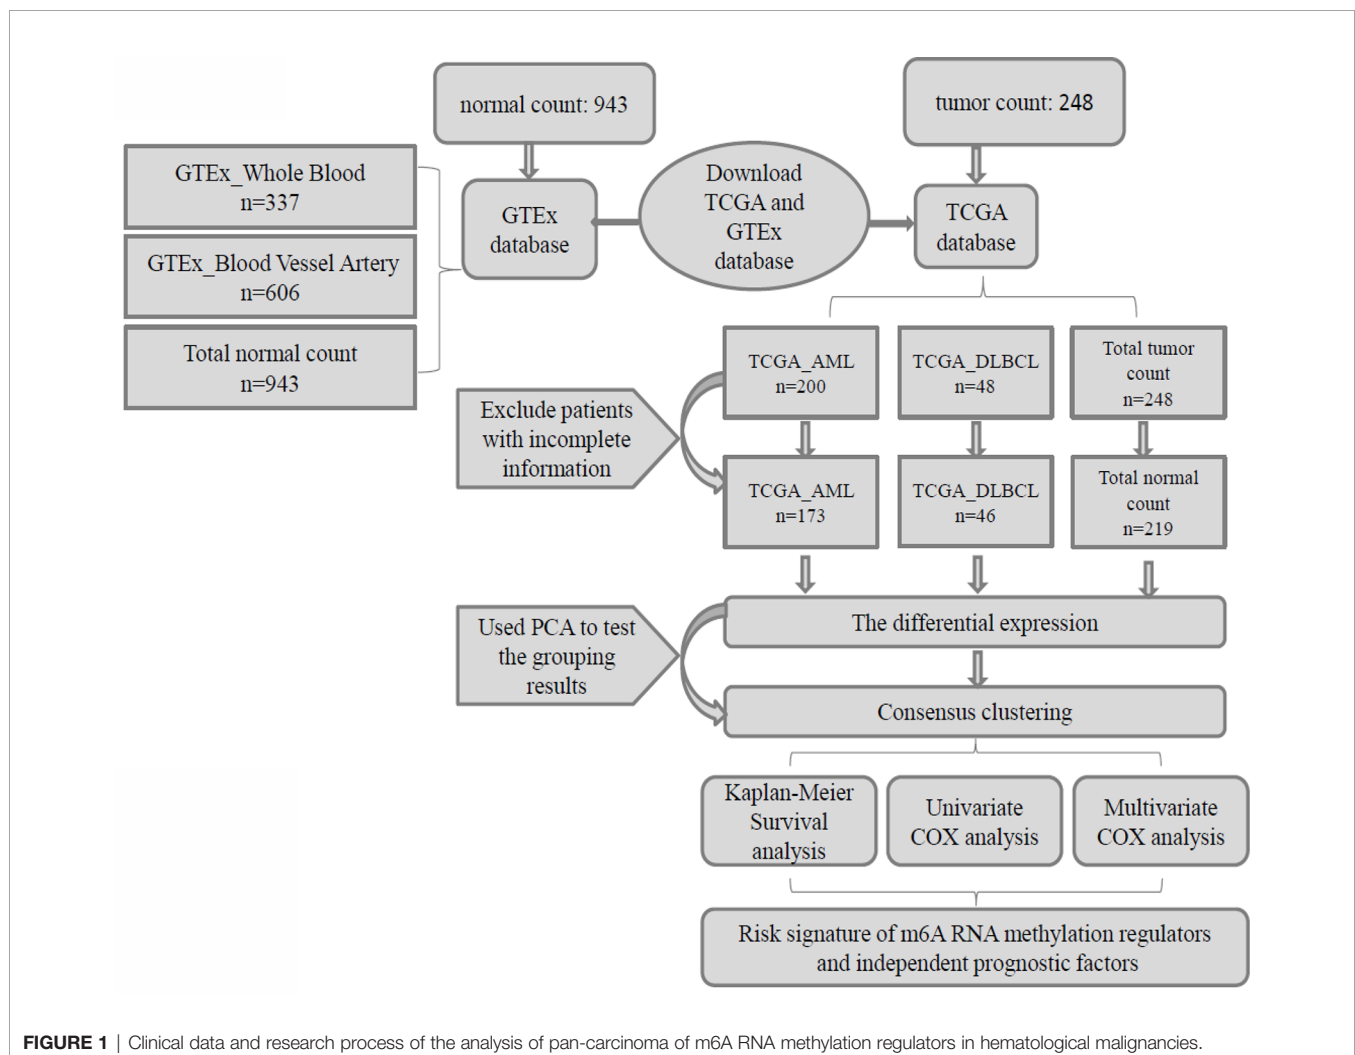 normal count: 943
tumor count: 248
GTEx_Whole Blood
n=337
GTEx_Blood Vessel Artery
n=606
Total normal count
n=943
GTEx
database
Download
TCGA and
GTEx
database
TCGA
database
TCGA_AML
n=200
TCGA_DLBCL
n=48
Total tumor
count
n=248
Exclude patients
with incomplete
information
TCGA_AML
n=173
TCGA_DLBCL
n=46
Total normal
count
n=219
The differential expression
Used PCA to test
the grouping
results
Consensus clustering
Kaplan-Meier
Survival
analysis
Univariate
COX analysis
Multivariate
COX analysis
Risk signature of m6A RNA methylation regulators
and independent prognostic factors
FIGURE 1 | Clinical data and research process of the analysis of pan-carcinoma of m6A RNA methylation regulators in hematological malignancies.